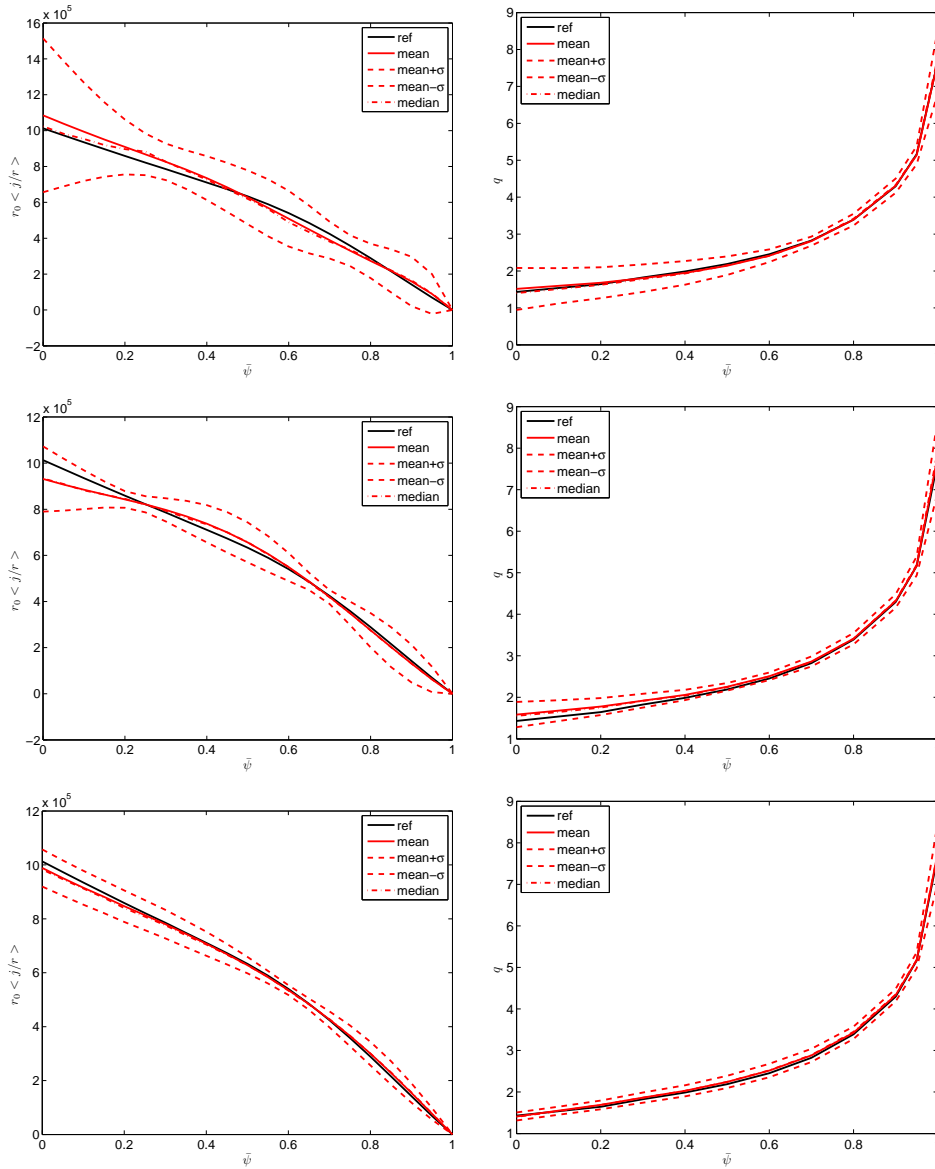 x 10^5
16
14
12
10
8
6
4
2
0
−2
0 0.2 0.4 0.6 0.8 1
r_0 < j/r >
ψ̄
ref
mean
mean+σ
mean−σ
median
9
8
7
6
5
4
3
2
1
0
0 0.2 0.4 0.6 0.8
q
ψ̄
ref
mean
mean+σ
mean−σ
median
x 10^5
12
10
8
6
4
2
0
−2
0 0.2 0.4 0.6 0.8 1
r_0 < j/r >
ψ̄
ref
mean
mean+σ
mean−σ
median
9
8
7
6
5
4
3
2
1
0 0.2 0.4 0.6 0.8
q
ψ̄
ref
mean
mean+σ
mean−σ
median
x 10^5
12
10
8
6
4
2
0
0 0.2 0.4 0.6 0.8 1
r_0 < j/r >
ψ̄
ref
mean
mean+σ
mean−σ
median
9
8
7
6
5
4
3
2
1
0 0.2 0.4 0.6 0.8
q
ψ̄
ref
mean
mean+σ
mean−σ
median